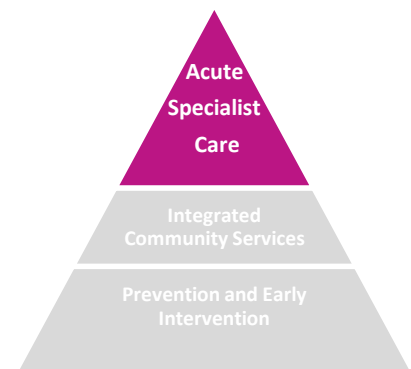 Acute
Specialist
Care
Integrated
Community Services
Prevention and Early
Intervention